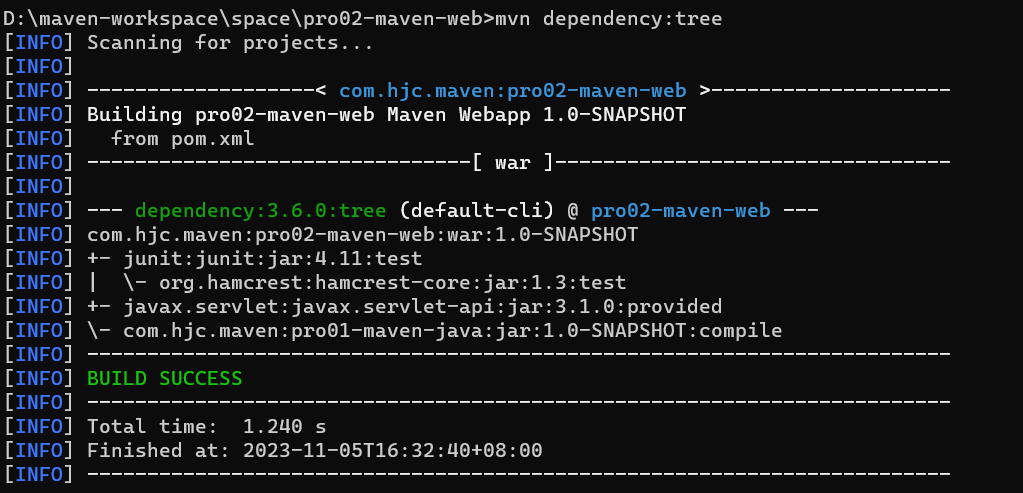 D:\maven-workspace\space\pro02-maven-web>mvn dependency:tree
[INFO] Scanning for projects...
[INFO]
[INFO] -------------------< com.hjc.maven:pro02-maven-web >--------------------
[INFO] Building pro02-maven-web Maven Webapp 1.0-SNAPSHOT
[INFO]   from pom.xml
[INFO] --------------------------------[ war ]---------------------------------
[INFO]
[INFO] --- dependency:3.6.0:tree (default-cli) @ pro02-maven-web ---
[INFO] com.hjc.maven:pro02-maven-web:war:1.0-SNAPSHOT
[INFO] +- junit:junit:jar:4.11:test
[INFO] |  \- org.hamcrest:hamcrest-core:jar:1.3:test
[INFO] +- javax.servlet:javax.servlet-api:jar:3.1.0:provided
[INFO] \- com.hjc.maven:pro01-maven-java:jar:1.0-SNAPSHOT:compile
[INFO] ------------------------------------------------------------------------
[INFO] BUILD SUCCESS
[INFO] ------------------------------------------------------------------------
[INFO] Total time:  1.240 s
[INFO] Finished at: 2023-11-05T16:32:40+08:00
[INFO] ------------------------------------------------------------------------